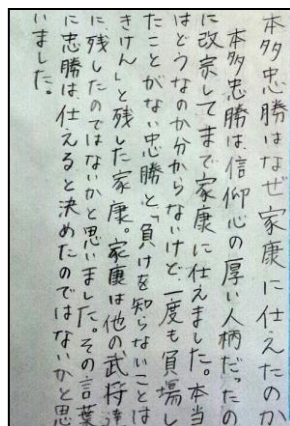 本多忠勝はなぜ家康に仕えたのか
本多忠勝は、信仰心の厚い人柄だったの
に改宗してまで家康に仕えました。本当
はどうなのか分からないけど、一度も負傷し
たことがない忠勝と、「負けを知らないことは
きけん」と残した家康。家康は他の武将達
に残したのではないかと思いました。その言葉
に忠勝は、仕えると決めたのではないかと思
いました。